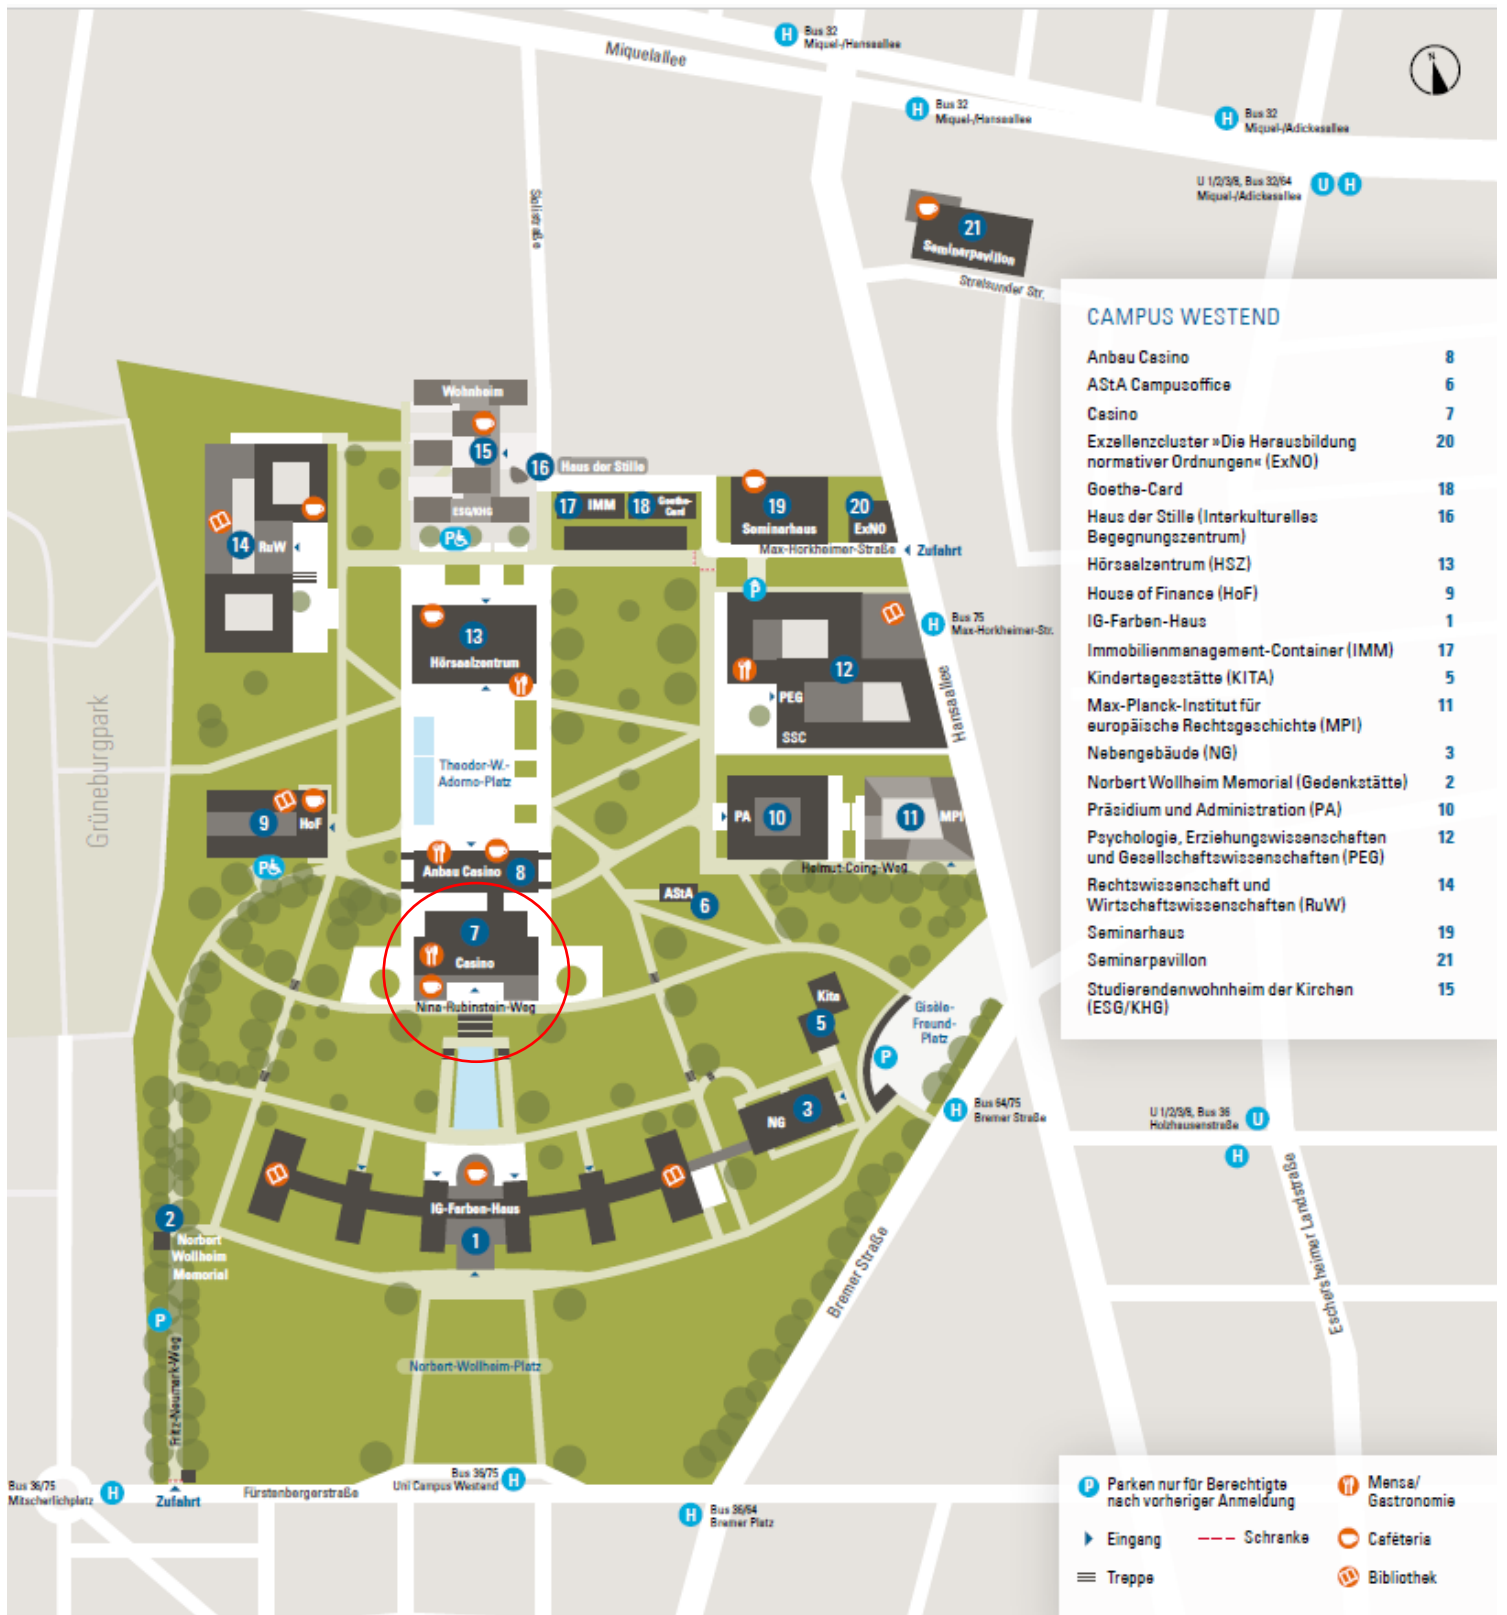 Bus 32
Miquel-/Hansaallee
Miquelallee
N
Bus 32
Miquel-/Hansaallee
Bus 32
Miquel-/Adickesallee
U 1/2/3/8, Bus 32/64
Miquel-/Adickesallee
U H
H
H
H
Siolistraße
21
Seminarpavillon
Stralsunder Str.
CAMPUS WESTEND
Anbau Casino 8
AStA Campusoffice 6
Casino 7
Exzellenzcluster »Die Herausbildung 20
normativer Ordnungen« (ExNO)
Goethe-Card 18
Haus der Stille (Interkulturelles 16
Begegnungszentrum)
Hörsaalzentrum (HSZ) 13
House of Finance (HoF) 9
IG-Farben-Haus 1
Immobilienmanagement-Container (IMM) 17
Kindertagesstätte (KITA) 5
Max-Planck-Institut für 11
europäische Rechtsgeschichte (MPI)
Nebengebäude (NG) 3
Norbert Wollheim Memorial (Gedenkstätte) 2
Präsidium und Administration (PA) 10
Psychologie, Erziehungswissenschaften 12
und Gesellschaftswissenschaften (PEG)
Rechtswissenschaft und 14
Wirtschaftswissenschaften (RuW)
Seminarhaus 19
Seminarpavillon 21
Studierendenwohnheim der Kirchen 15
(ESG/KHG)
Wohnheim
15
16 Haus der Stille
ESG/KHG
P
17 IMM
18 Goethe-
Card
19
Seminarhaus
20
ExNO
Max-Horkheimer-Straße
Zufahrt
14 RuW
P
H
Bus 75
Max-Horkheimer-Str.
13
Hörsaalzentrum
12
PEG
SSC
Hansaallee
Grüneburgpark
Theodor-W.-
Adorno-Platz
9
HoF
P
PA
10
11
MPI
Helmut-Coing-Weg
Anbau Casino 8
AStA
6
7
Casino
Nina-Rubinstein-Weg
Kita
5
Gisèle-
Freund-
Platz
P
NG
3
H
Bus 64/75
Bremer Straße
U 1/2/3/8, Bus 36
Holzhausenstraße
U
H
Eschersheimer Landstraße
IG-Farben-Haus
1
2
Norbert
Wollheim
Memorial
P
Fritz-Neumark-Weg
Bremer Straße
Norbert-Wollheim-Platz
Bus 36/75
Mitscherlichplatz
H
Zufahrt
Fürstenbergerstraße
Bus 36/75
Uni Campus Westend
H
H
Bus 36/64
Bremer Platz
P Parken nur für Berechtigte
nach vorheriger Anmeldung
Eingang
Schranke
Treppe
Mensa/
Gastronomie
Caféteria
Bibliothek